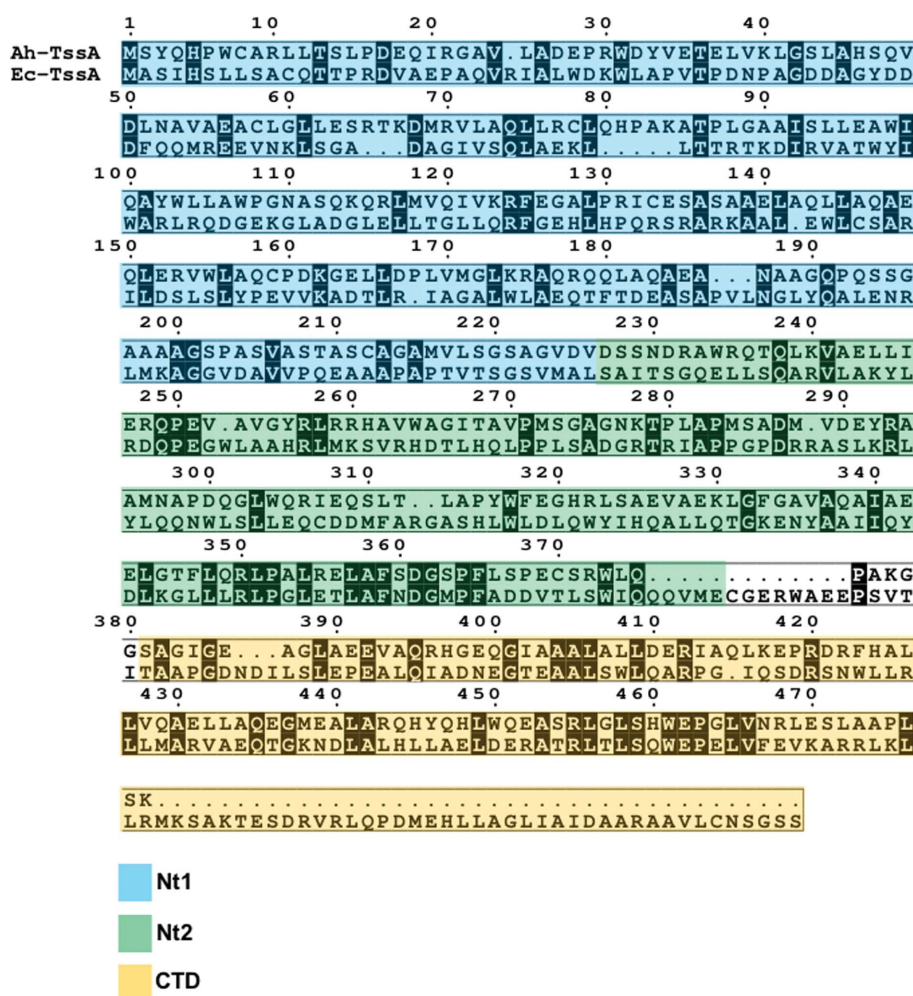 1 10 20 30 40
Ah-TssA MSYQHPWCARLLTSLPDEQIRGAV.LADEPRWDYVETELVKLGSLAHSQV
Ec-TssA MASIHSLLSACQTTPRDVAEPAQVRIALWDKWLAPVTPDNPAGDDAGYDD
50 60 70 80 90
DLNAVAEACLGLLESRTKDMRVLAQLLRCLQHPAKATPLGAAISLLEAWI
DFQQMREEVNKLSGA...DAGIVSQLAEKL.....LTTRTKDIRVATWYI
100 110 120 130 140
QAYWLLAWPGNASQKQRLMVQIVKRFEGALPRICESASAAELAQLLAQAE
WARLRQDGEKGLADGLELLTGLLQRFGEHLHPQRSRARKAAL.EWLCSAR
150 160 170 180 190
QLERVWLAQCPDKGELLDPLVMGLKRAQRQQLAQAEA...NAAGQPQSSG
ILDSLSLYPEVVKADTLR.IAGALWLAEQTFTDEASAPVLNGLYQALENR
200 210 220 230 240
AAAAGSPASVASTASCAGAMVLSGSAGVDVDSSNDRAWRQTQLKVAELLI
LMKAGGVDAVVPQEAAAPAPTVTSGSVMALSAITSGQELLSQARVLAKYL
250 260 270 280 290
ERQPEV.AVGYRLRRHAVWAGITAVPMSGAGNKTPLAPMSADM.VDEYRA
RDQPEGWLAAHRLMKSVRHDTLHQLPPLSADGRTRIAPPGPDRRASLKRL
300 310 320 330 340
AMNAPDQGLWQRIEQSLT..LAPYWFEGHRLSAEVAEKLGFGAVAQAIAE
YLQQNWLSLLEQCDDMFARGASHLWLDLQWYIHQALLQTGKENYAAIIQY
350 360 370
ELGTFLQRLPALRELAFSDGSPFLSPECSRWLQ.............PAKG
DLKGLLLRLPGLETLAFNDGMPFADDVTLSWIQQQVMECGERWAEEPSVT
380 390 400 410 420
GSAGIGE...AGLAEEVAQRHGEQGIAAALALLDERIAQLKEPRDRFHAL
ITAAPGDNDILSLEPEALQIADNEGTEAALSWLQARPG.IQSDRSNWLLR
430 440 450 460 470
LVQAELLAQEGMEALARQHYQHLWQEASRLGLSHWEPGLVNRLESLAAPL
LLMARVAEQTGKNDLALHLLAELDERATRLTLSQWEPELVFEVKARRLKL
SK.........................................
LRMKSAKTESDRVRLQPDMEHLLAGLIAIDAARAAVLCNSGSS
Nt1
Nt2
CTD